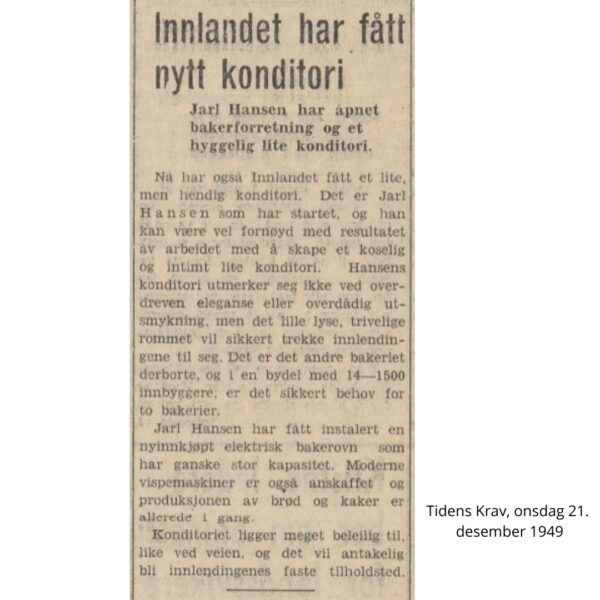 Innlandet har fått
nytt konditori
Jarl Hansen har åpnet
bakerforretning og et
hyggelig lite konditori.
Nå har også Innlandet fått et lite,
men hendig konditori. Det er Jarl
Hansen som har startet, og han
kan være vel fornøyd med resultatet
av arbeidet med å skape et koselig
og intimt lite konditori. Hansens
konditori utmerker seg ikke ved over-
dreven eleganse eller overdådig ut-
smykning, men det lille lyse, trivelige
rommet vil sikkert trekke innlendin-
gene til seg. Det er det andre bakeriet
derborte, og i en bydel med 14—1500
innbyggere, er det sikkert behov for
to bakerier.
Jarl Hansen har fått instalert en
nyinnkjøpt elektrisk bakerovn som
har ganske stor kapasitet. Moderne
vispemaskiner er også anskaffet og
produksjonen av brød og kaker er
allerede i gang.
Konditoriet ligger meget beleilig til,
like ved veien, og det vil antakelig
bli innlendingenes faste tilholdsted.
Tidens Krav, onsdag 21.
desember 1949